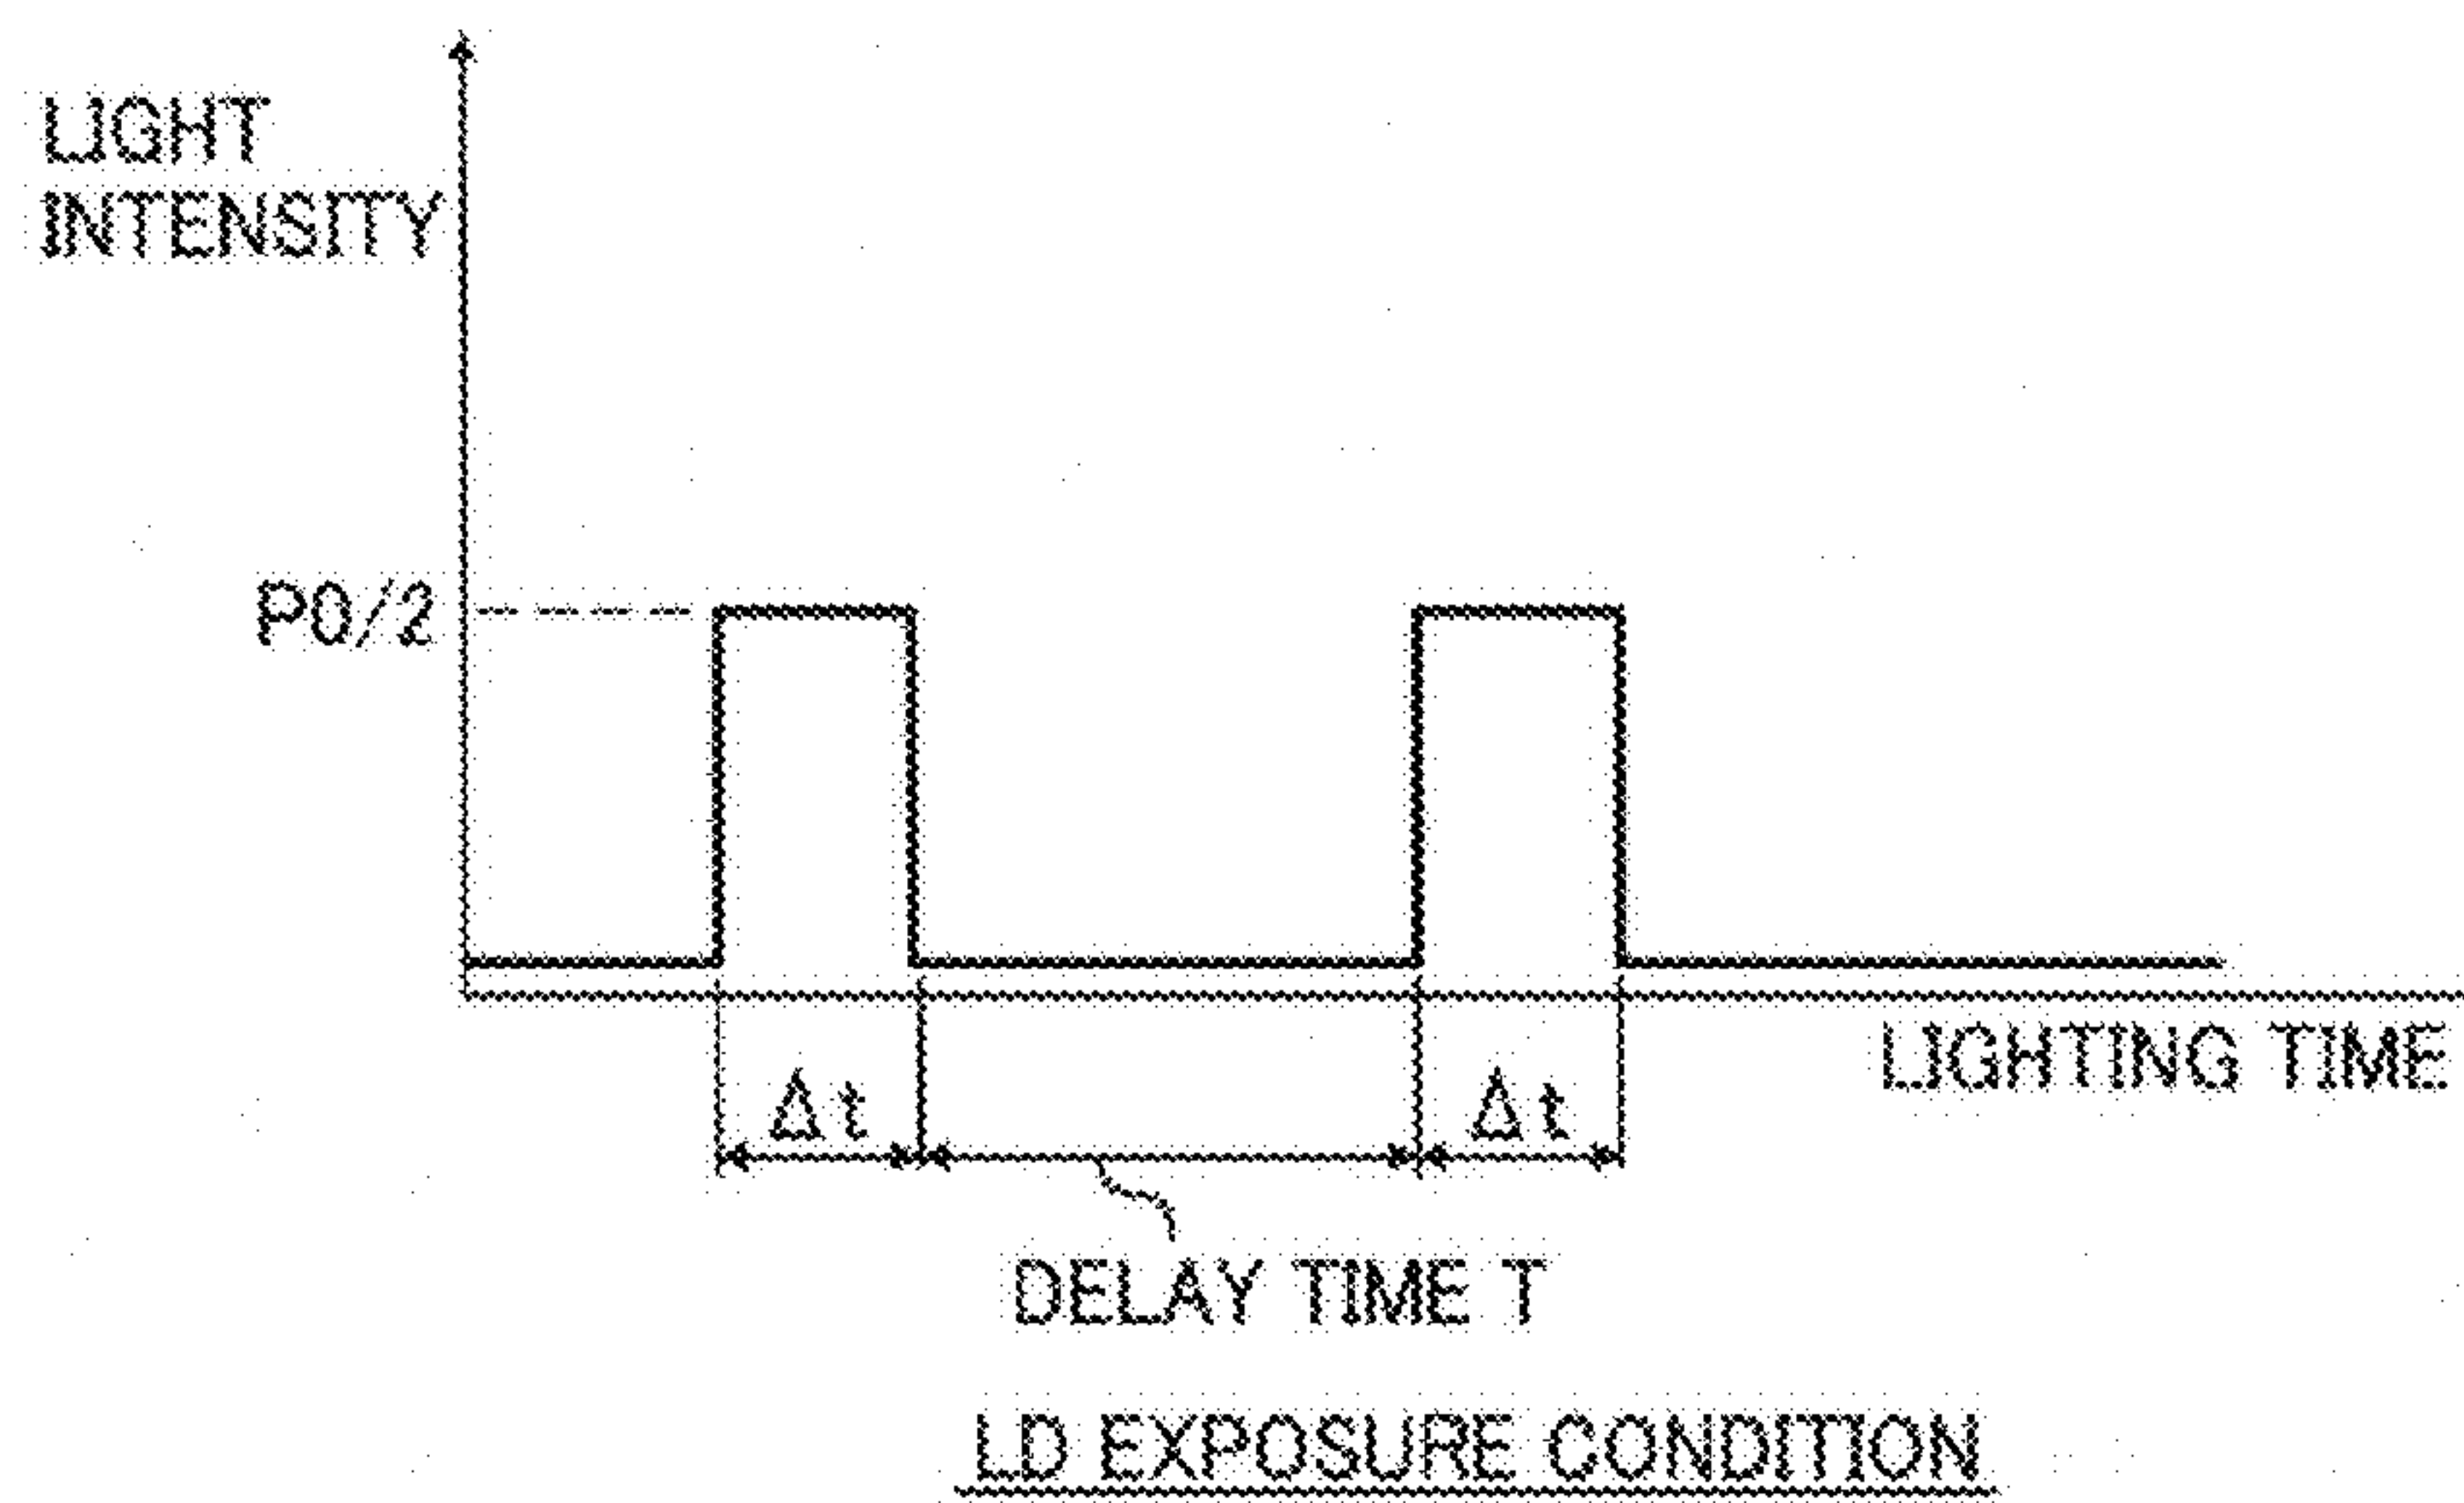 LIGHT
INTENSITY
P0/2
LIGHTING TIME
Δt
Δt
DELAY TIME T
LD EXPOSURE CONDITION